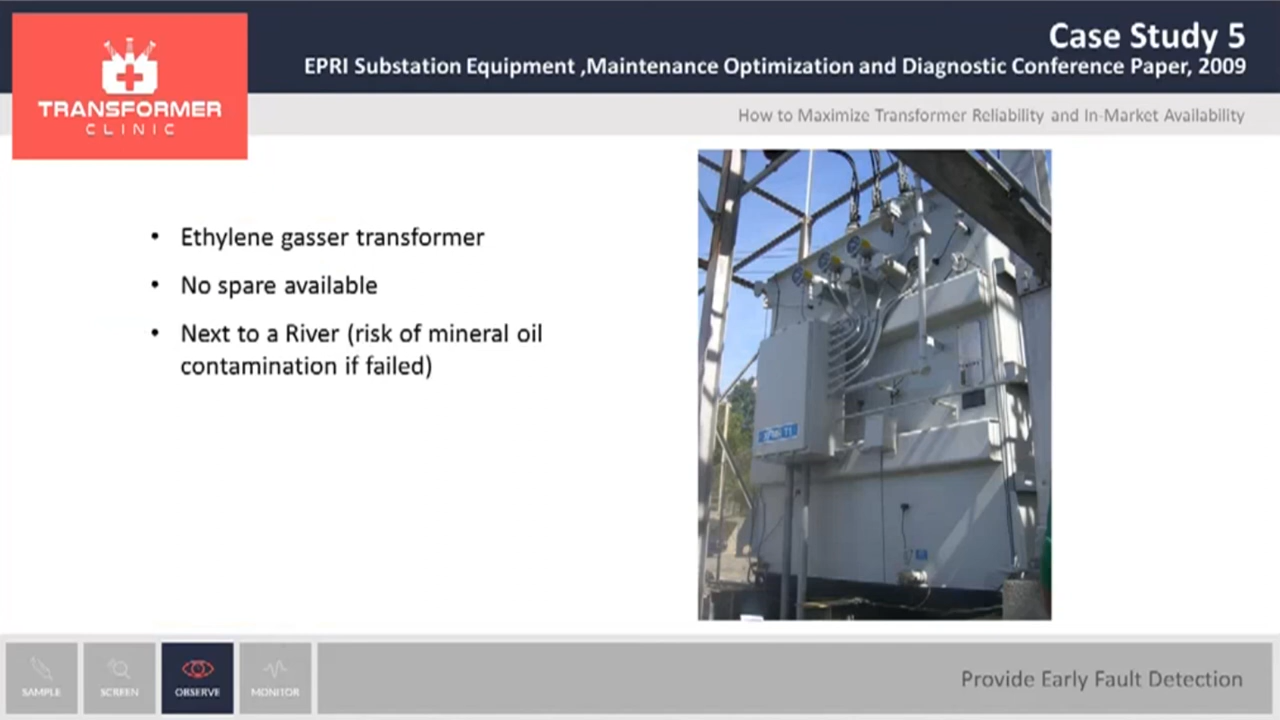 Case Study 5
EPRI Substation Equipment ,Maintenance Optimization and Diagnostic Conference Paper, 2009
TRANSFORMER
CLINIC
How to Maximize Transformer Reliability and In-Market Availability
• Ethylene gasser transformer
• No spare available
• Next to a River (risk of mineral oil
contamination if failed)
T1
SAMPLE
SCREEN
OBSERVE
MONITOR
Provide Early Fault Detection